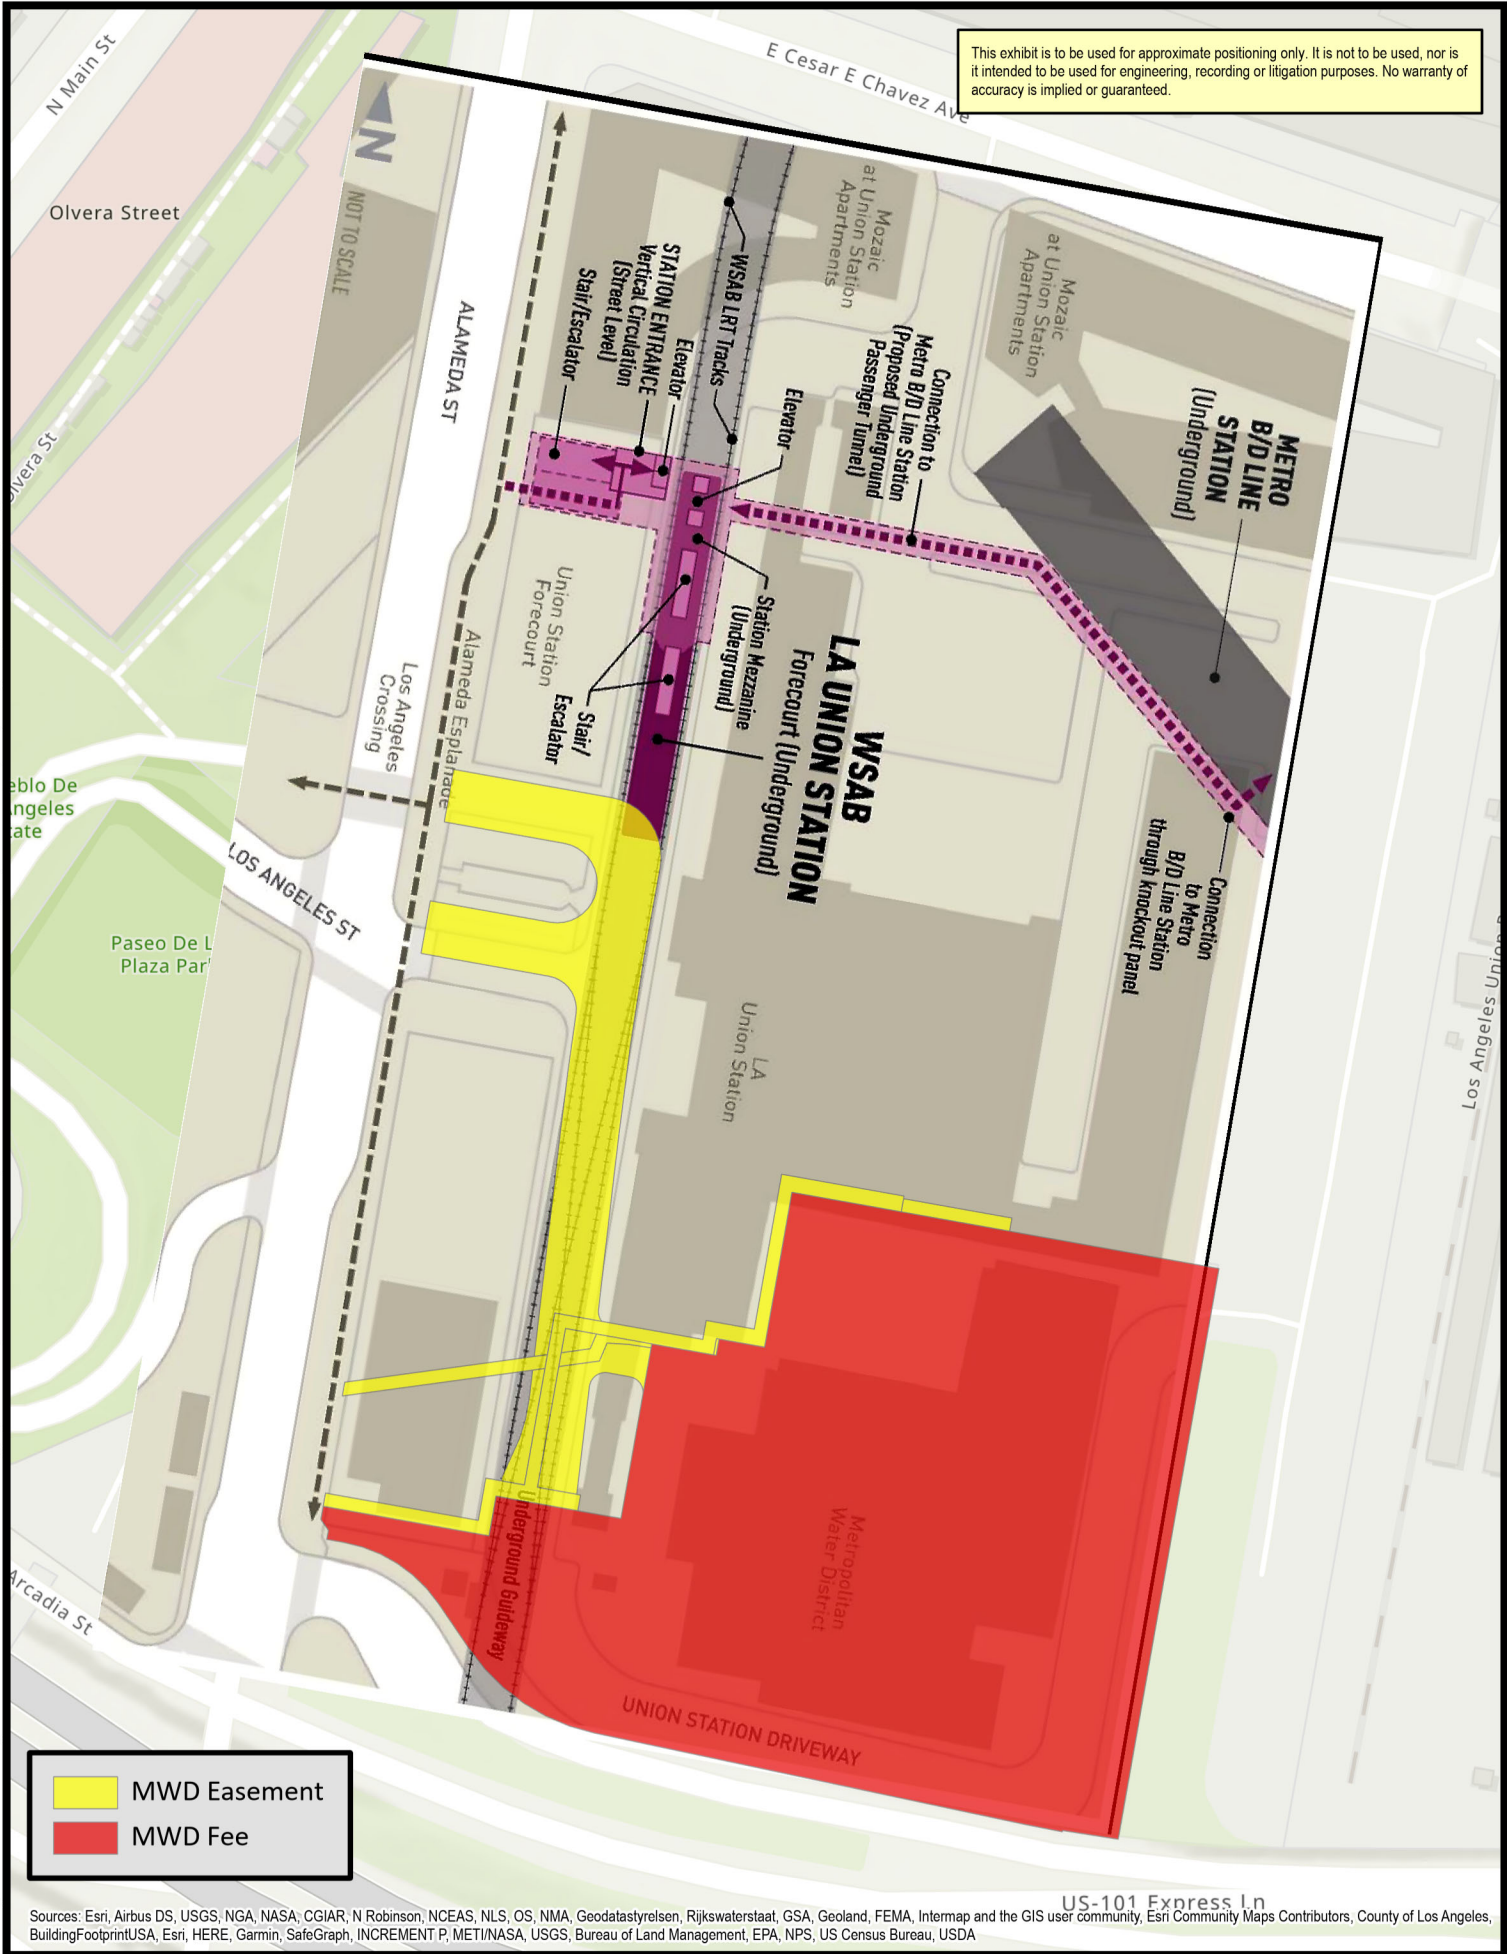 This exhibit is to be used for approximate positioning only. It is not to be used, nor is
it intended to be used for engineering, recording or litigation purposes. No warranty of
accuracy is implied or guaranteed.
E Cesar E Chavez Ave
N Main St
Olvera Street
N
NOT TO SCALE
ALAMEDA ST
Mozaic
at Union Station
Apartments
Mozaic
at Union Station
Apartments
WSAB LRT Tracks
STATION ENTRANCE
Vertical Circulation
(Street Level)
Stair/Escalator
Elevator
Elevator
Connection to
Metro B/D Line Station
(Proposed Underground
Passenger Tunnel)
METRO
B/D LINE
STATION
(Underground)
Union Station
Forecourt
Station Mezzanine
(Underground)
Stair/
Escalator
WSAB
LA UNION STATION
Forecourt (Underground)
Alameda Esplanade
Los Angeles
Crossing
LOS ANGELES ST
Connection
to Metro
B/D Line Station
through knockout panel
lvera St
eblo De
ngeles
tate
Paseo De L
Plaza Par
LA
Union Station
Los Angeles Union
Metropolitan
Water District
Underground Guideway
UNION STATION DRIVEWAY
Arcadia St
MWD Easement
MWD Fee
US-101 Express Ln
Sources: Esri, Airbus DS, USGS, NGA, NASA, CGIAR, N Robinson, NCEAS, NLS, OS, NMA, Geodatastyrelsen, Rijkswaterstaat, GSA, Geoland, FEMA, Intermap and the GIS user community, Esri Community Maps Contributors, County of Los Angeles,
BuildingFootprintUSA, Esri, HERE, Garmin, SafeGraph, INCREMENT P, METI/NASA, USGS, Bureau of Land Management, EPA, NPS, US Census Bureau, USDA